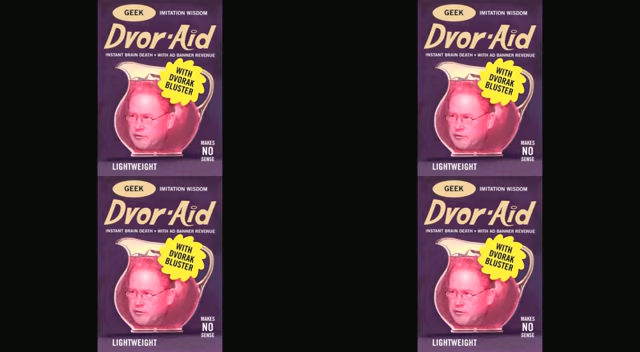 GEEK IMITATION WISDOM
Dvor-Aid
INSTANT BRAIN DEATH • WITH AD BANNER REVENUE
WITH
DVORAK
BLUSTER
MAKES
NO
SENSE
LIGHTWEIGHT
GEEK IMITATION WISDOM
Dvor-Aid
INSTANT BRAIN DEATH • WITH AD BANNER REVENUE
WITH
DVORAK
BLUSTER
MAKES
NO
SENSE
LIGHTWEIGHT
GEEK IMITATION WISDOM
Dvor-Aid
INSTANT BRAIN DEATH • WITH AD BANNER REVENUE
WITH
DVORAK
BLUSTER
MAKES
NO
SENSE
LIGHTWEIGHT
GEEK IMITATION WISDOM
Dvor-Aid
INSTANT BRAIN DEATH • WITH AD BANNER REVENUE
WITH
DVORAK
BLUSTER
MAKES
NO
SENSE
LIGHTWEIGHT